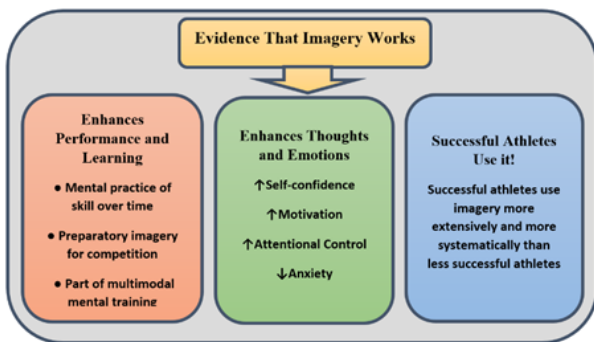 Evidence That Imagery Works
Enhances
Performance and
Learning
● Mental practice of
skill over time
● Preparatory imagery
for competition
● Part of multimodal
mental training
Enhances Thoughts
and Emotions
↑Self-confidence
↑Motivation
↑Attentional Control
↓Anxiety
Successful Athletes
Use it!
Successful athletes use
imagery more
extensively and more
systematically than
less successful athletes